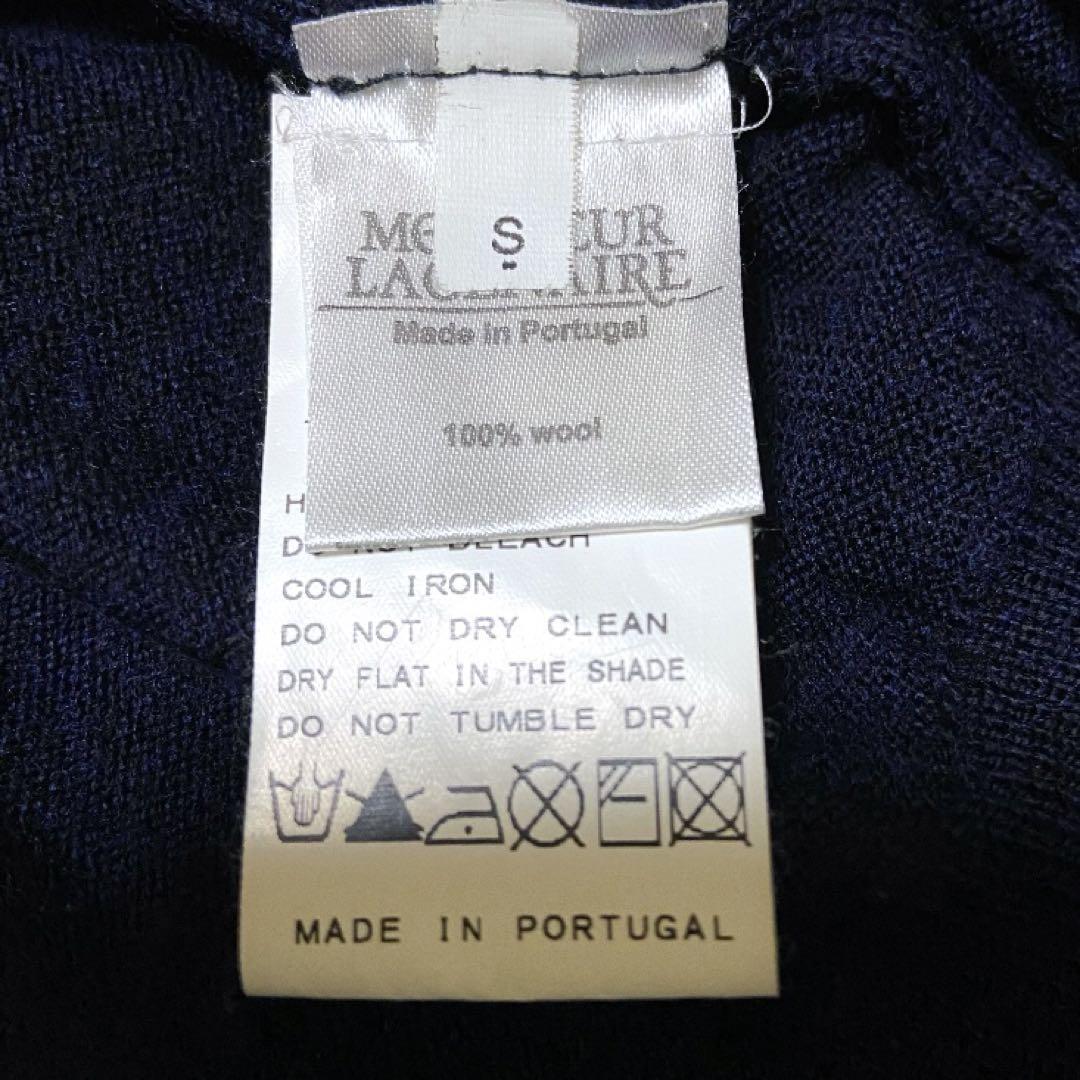 S
Made in Portugal
100% wool
COOL IRON
DO NOT DRY CLEAN
DRY FLAT IN THE SHADE
DO NOT TUMBLE DRY
MADE IN PORTUGAL